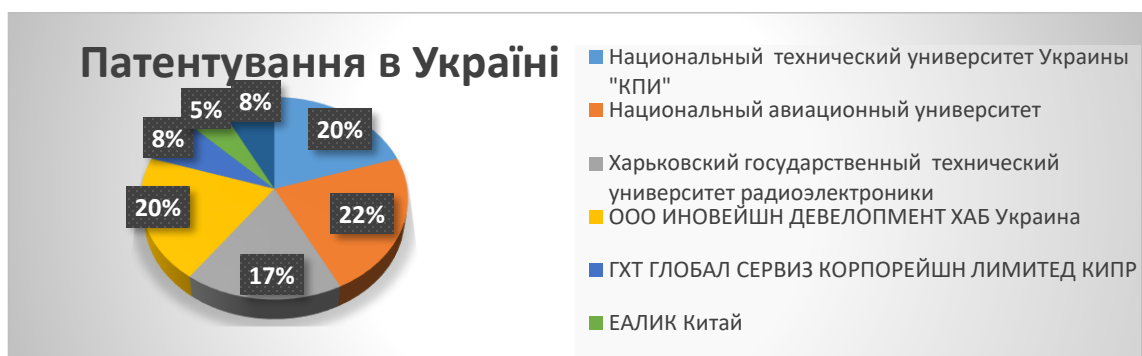 Патентування в Україні
8%
5%
20%
8%
20%
22%
17%
Национальный технический университет Украины
"КПИ"
Национальный авиационный университет
Харьковский государственный технический
университет радиоэлектроники
ООО ИНОВЕЙШН ДЕВЕЛОПМЕНТ ХАБ Украина
ГХТ ГЛОБАЛ СЕРВИЗ КОРПОРЕЙШН ЛИМИТЕД КИПР
ЕАЛИК Китай